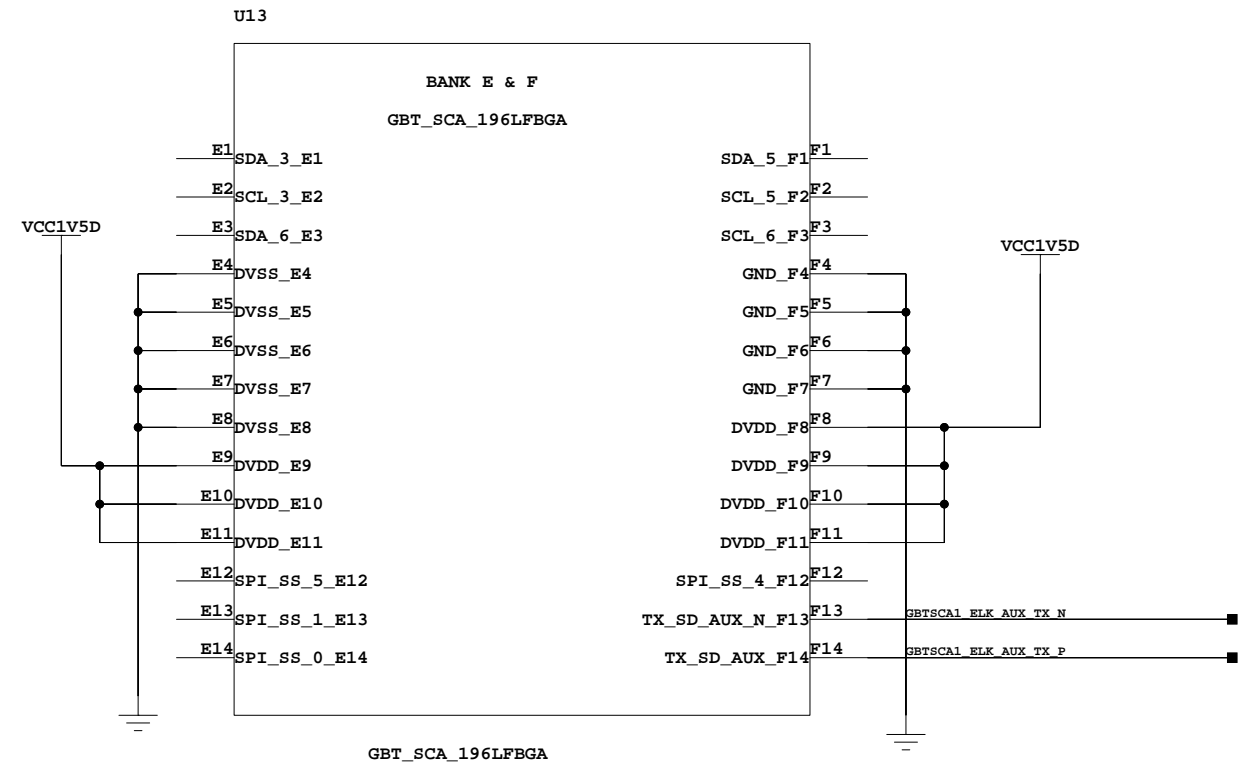 U13
BANK E & F
GBT_SCA_196LFBGA
E1 SDA_3_E1 SDA_5_F1 F1
E2 SCL_3_E2 SCL_5_F2 F2
VCC1V5D
E3 SDA_6_E3 SCL_6_F3 F3
VCC1V5D
E4 DVSS_E4 GND_F4 F4
E5 DVSS_E5 GND_F5 F5
E6 DVSS_E6 GND_F6 F6
E7 DVSS_E7 GND_F7 F7
E8 DVSS_E8 DVDD_F8 F8
E9 DVDD_E9 DVDD_F9 F9
E10 DVDD_E10 DVDD_F10 F10
E11 DVDD_E11 DVDD_F11 F11
E12 SPI_SS_5_E12 SPI_SS_4_F12 F12
E13 SPI_SS_1_E13 TX_SD_AUX_N_F13 F13 GBTSCA1_ELK_AUX_TX_N
E14 SPI_SS_0_E14 TX_SD_AUX_F14 F14 GBTSCA1_ELK_AUX_TX_P
GBT_SCA_196LFBGA